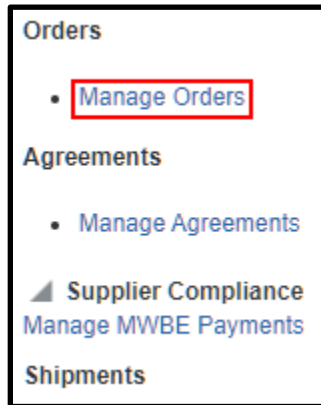 Orders
Manage Orders
Agreements
Manage Agreements
Supplier Compliance
Manage MWBE Payments
Shipments